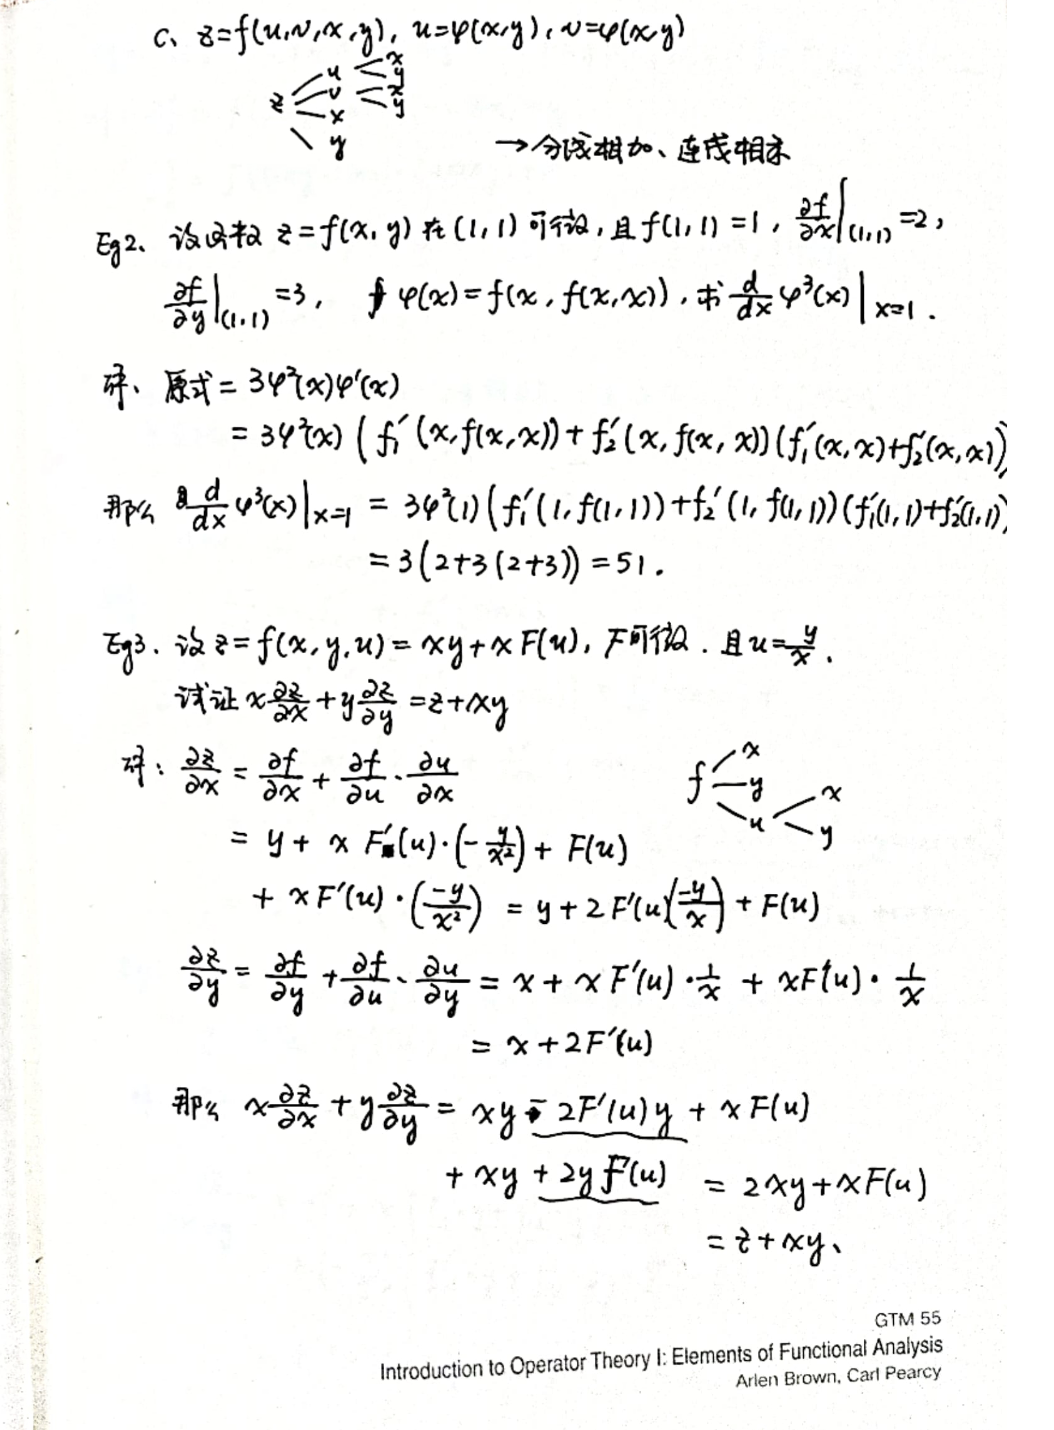 c、z=f(u,v,x,y), u=φ(x,y), v=φ(x,y)
z u v x y x y x y
→分线相加、连线相乘
Eg2、设函数 z=f(x,y) 在 (1,1) 可微,且 f(1,1)=1, ∂f/∂x|(1,1)=2,
∂f/∂y|(1,1)=3, φ(x)=f(x,f(x,x)),求 d/dx φ³(x)|x=1.
解、原式=3φ²(x)φ'(x)
=3φ²(x)(f₁'(x,f(x,x))+f₂'(x,f(x,x))(f₁'(x,x)+f₂'(x,x))
那么 d/dx φ³(x)|x=1 = 3φ²(1)(f₁'(1,f(1,1))+f₂'(1,f(1,1))(f₁'(1,1)+f₂'(1,1)
=3(2+3(2+3))=51.
Eg3. 设 z=f(x,y,u)=xy+xF(u), F可微.且 u=y/x.
试证 x ∂z/∂x + y ∂z/∂y = z+xy
解: ∂z/∂x = ∂f/∂x + ∂f/∂u · ∂u/∂x
f x y u x y
= y + x F'(u)·(-y/x²) + F(u)
+ xF'(u)·(-y/x²) = y+2F'(u)(-y/x) + F(u)
∂z/∂y = ∂f/∂y + ∂f/∂u · ∂u/∂y = x + xF'(u)·1/x + xF'(u)·1/x
= x+2F'(u)
那么 x ∂z/∂x + y ∂z/∂y = xy - 2F'(u)y + xF(u)
+ xy + 2yF'(u) = 2xy+xF(u)
= z+xy、
GTM 55
Introduction to Operator Theory I: Elements of Functional Analysis
Arlen Brown, Carl Pearcy